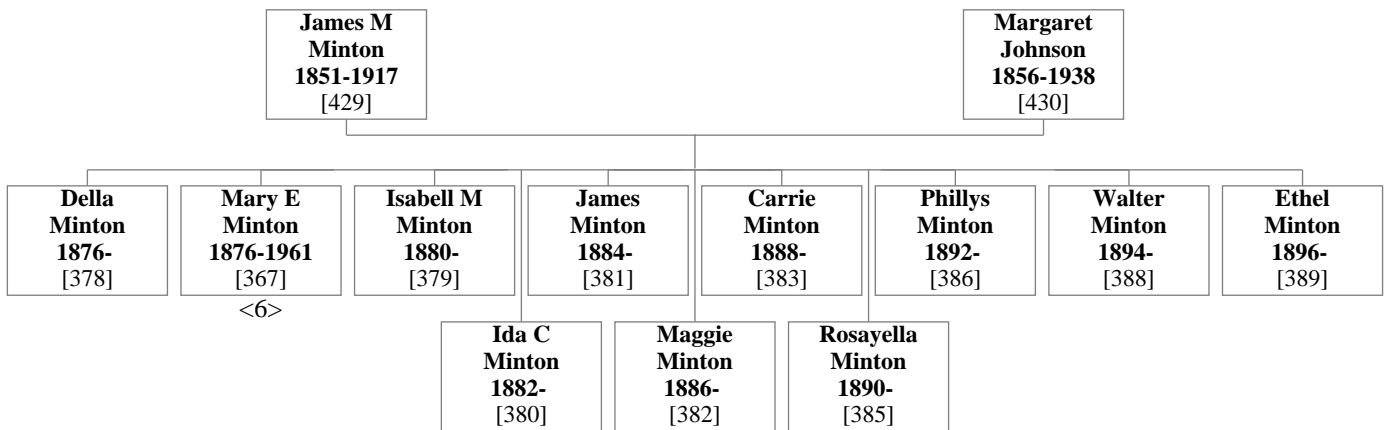 James M
Minton
1851-1917
[429]
Margaret
Johnson
1856-1938
[430]
Della
Minton
1876-
[378]
Mary E
Minton
1876-1961
[367]
<6>
Isabell M
Minton
1880-
[379]
James
Minton
1884-
[381]
Carrie
Minton
1888-
[383]
Phillys
Minton
1892-
[386]
Walter
Minton
1894-
[388]
Ethel
Minton
1896-
[389]
Ida C
Minton
1882-
[380]
Maggie
Minton
1886-
[382]
Rosayella
Minton
1890-
[385]